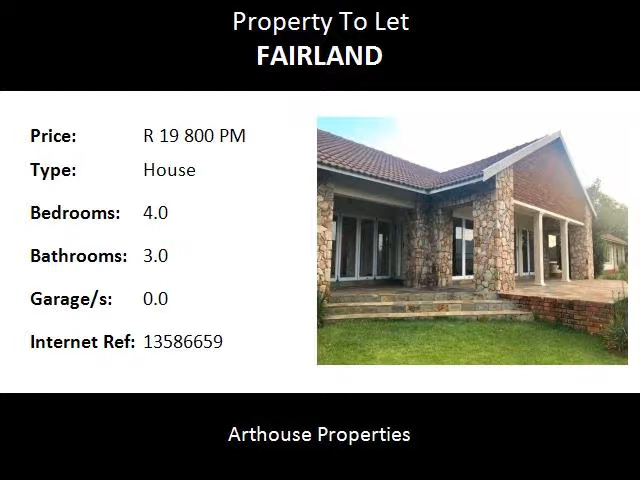 Property To Let
FAIRLAND
Price: R 19 800 PM
Type: House
Bedrooms: 4.0
Bathrooms: 3.0
Garage/s: 0.0
Internet Ref: 13586659
Arthouse Properties